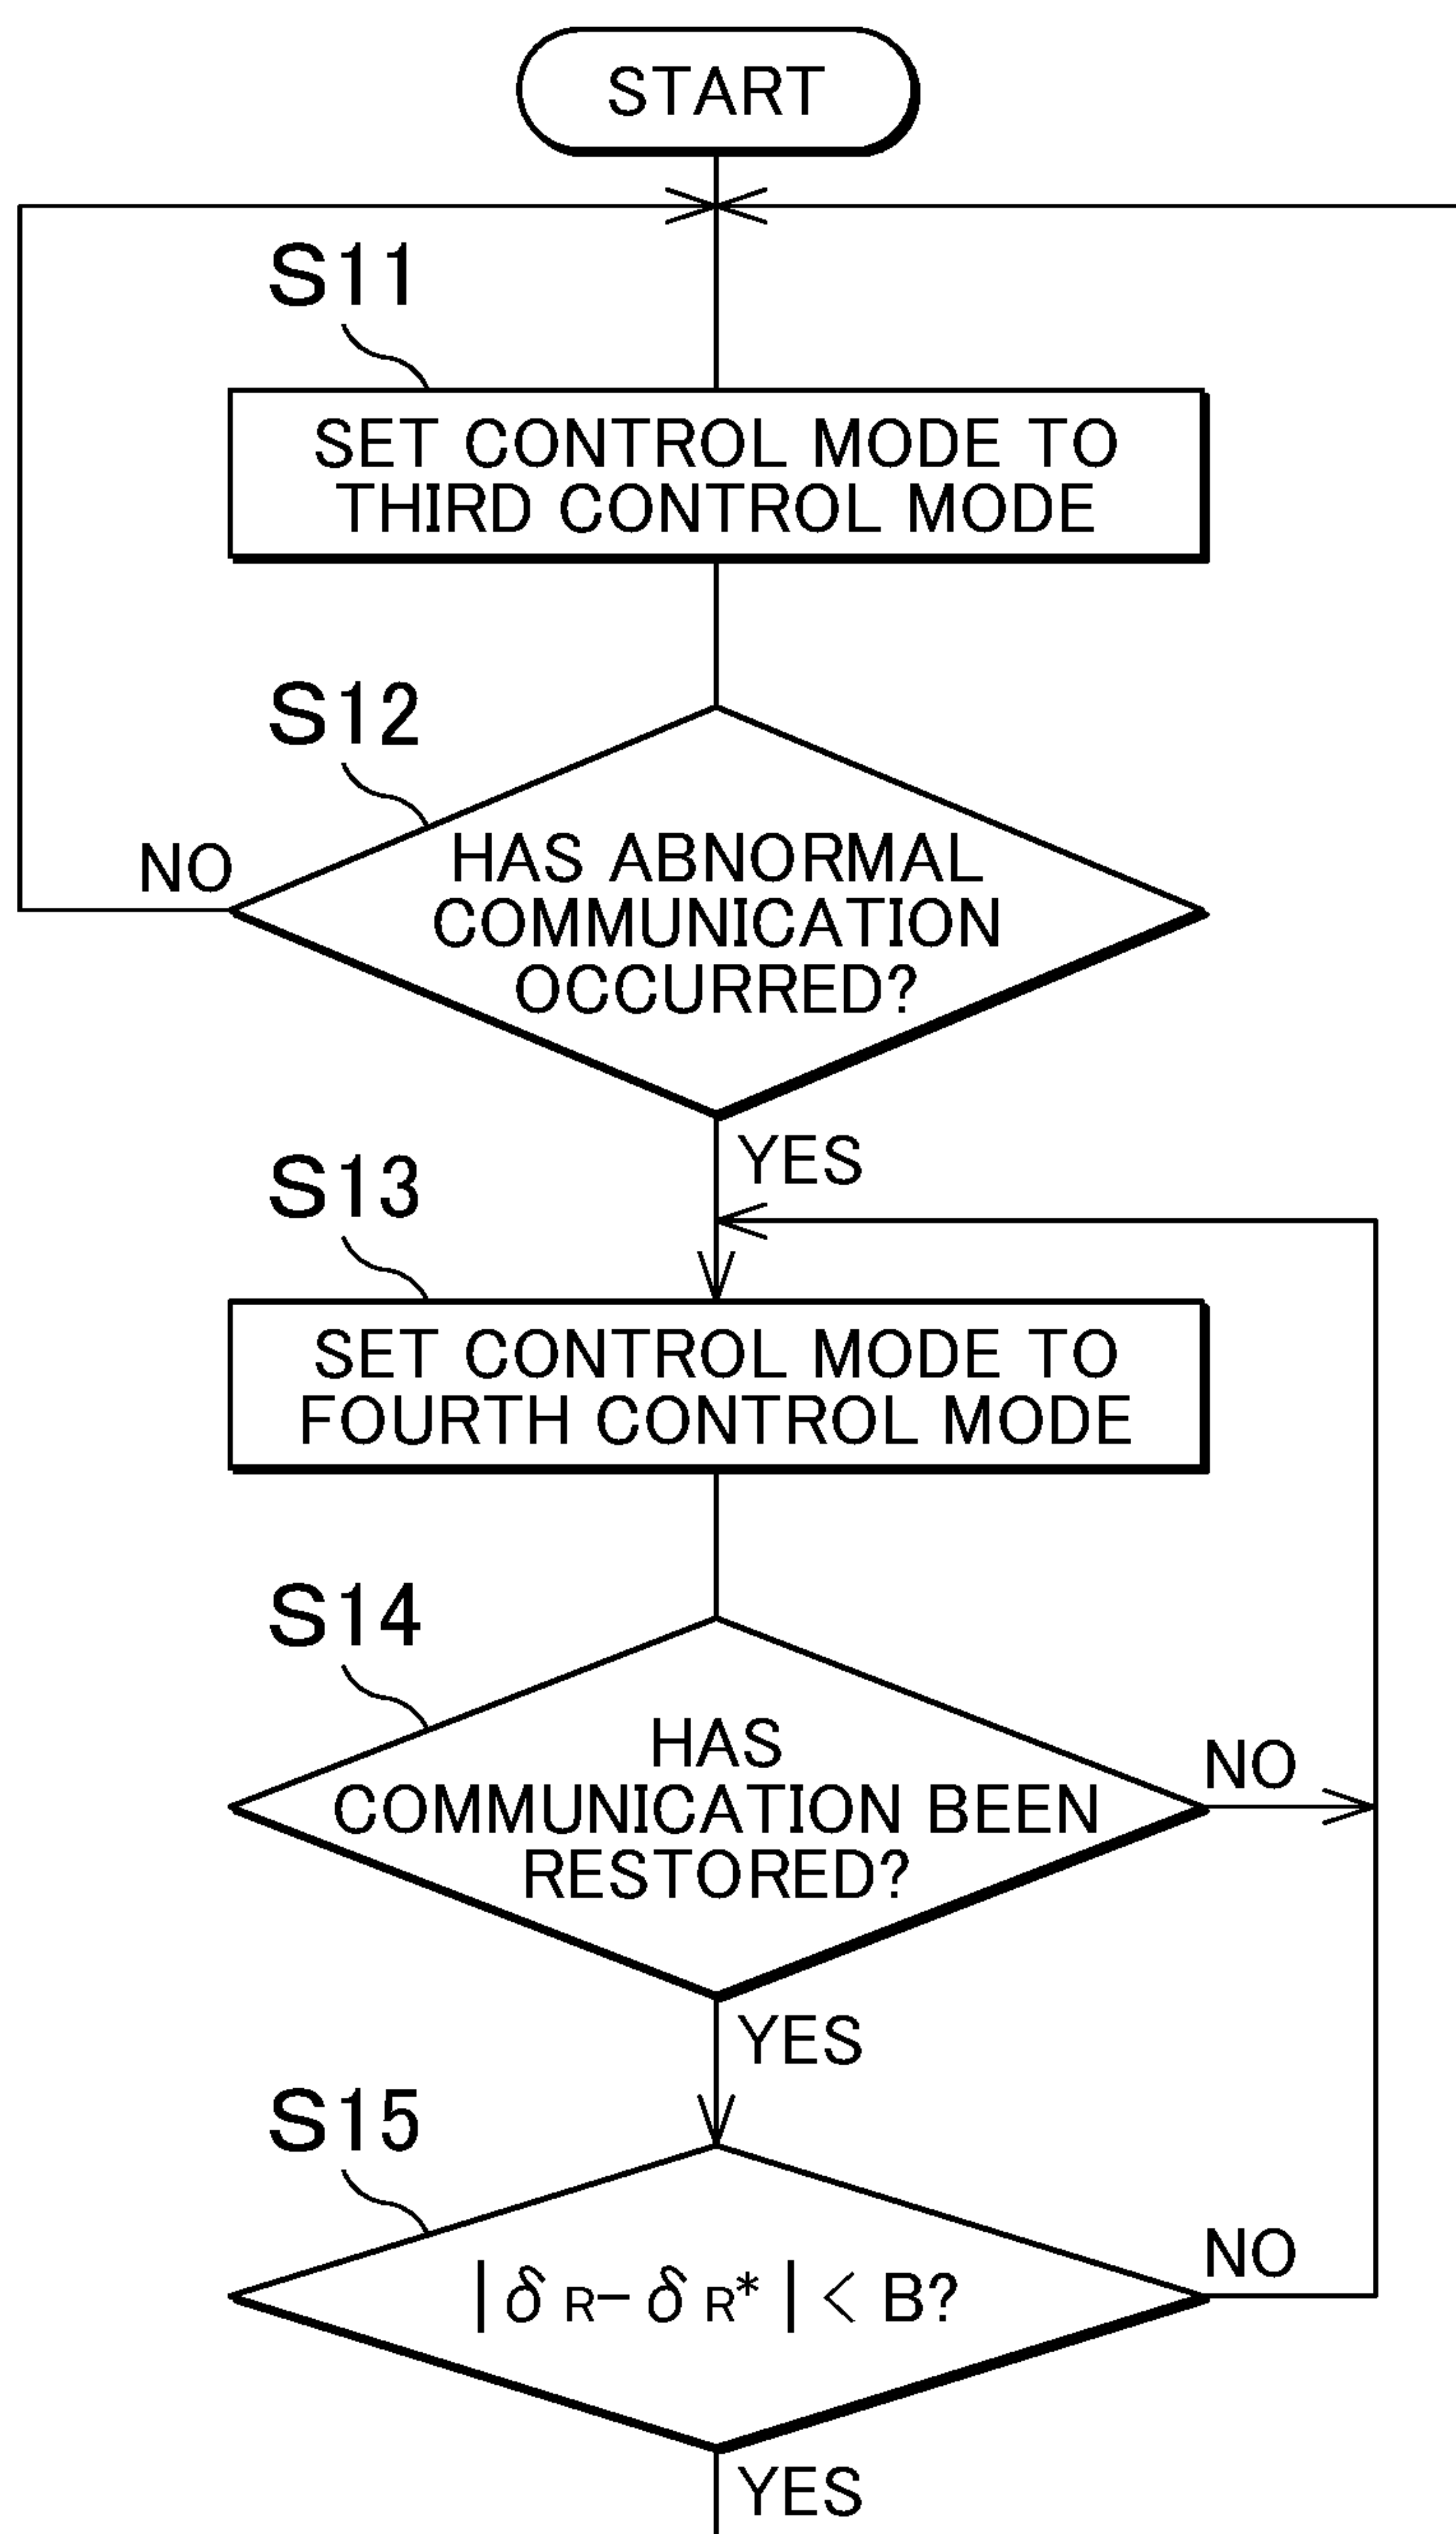 START
S11
SET CONTROL MODE TO
THIRD CONTROL MODE
S12
NO
HAS ABNORMAL
COMMUNICATION
OCCURRED?
YES
S13
SET CONTROL MODE TO
FOURTH CONTROL MODE
S14
HAS
COMMUNICATION BEEN
RESTORED?
NO
YES
S15
|δR-δR*| < B?
NO
YES